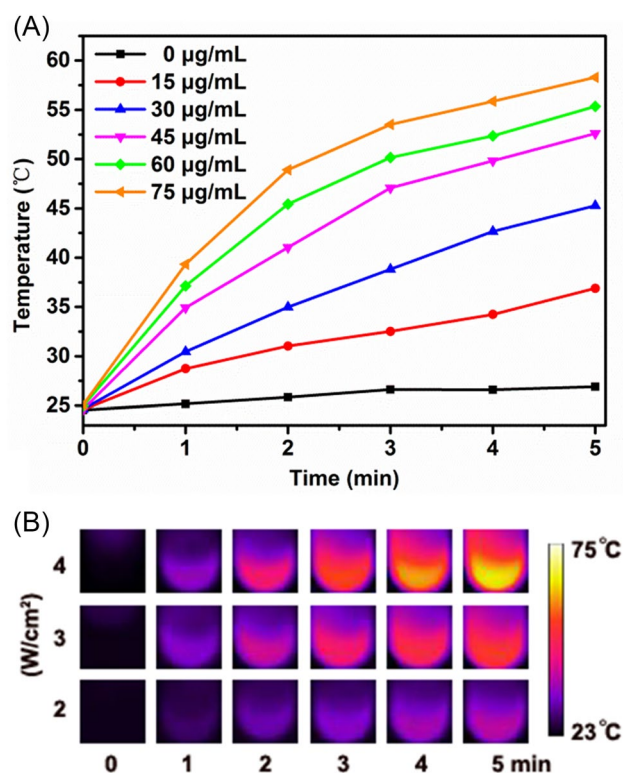 (A)
0 µg/mL
15 µg/mL
30 µg/mL
45 µg/mL
60 µg/mL
75 µg/mL
Temperature (℃)
60
55
50
45
40
35
30
25
0 1 2 3 4 5
Time (min)
(B)
(W/cm²)
4
3
2
75℃
23℃
0 1 2 3 4 5 min